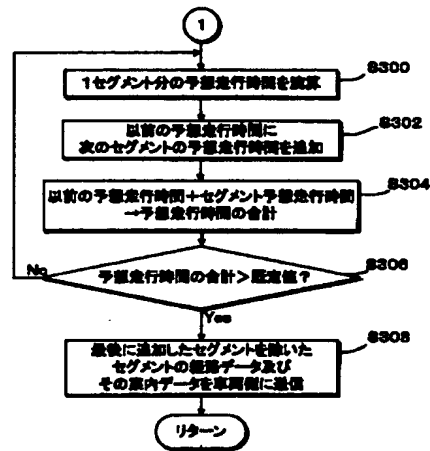 1
1セグメント分の予想走行時間を演算
S300
以前の予想走行時間に
次のセグメントの予想走行時間を追加
S302
以前の予想走行時間+セグメント予想走行時間
→予想走行時間の合計
S304
予想走行時間の合計>既定値?
S306
No
Yes
最後に追加したセグメントを除いた
セグメントの経路データ及び
その案内データを車両側に送信
S308
リターン